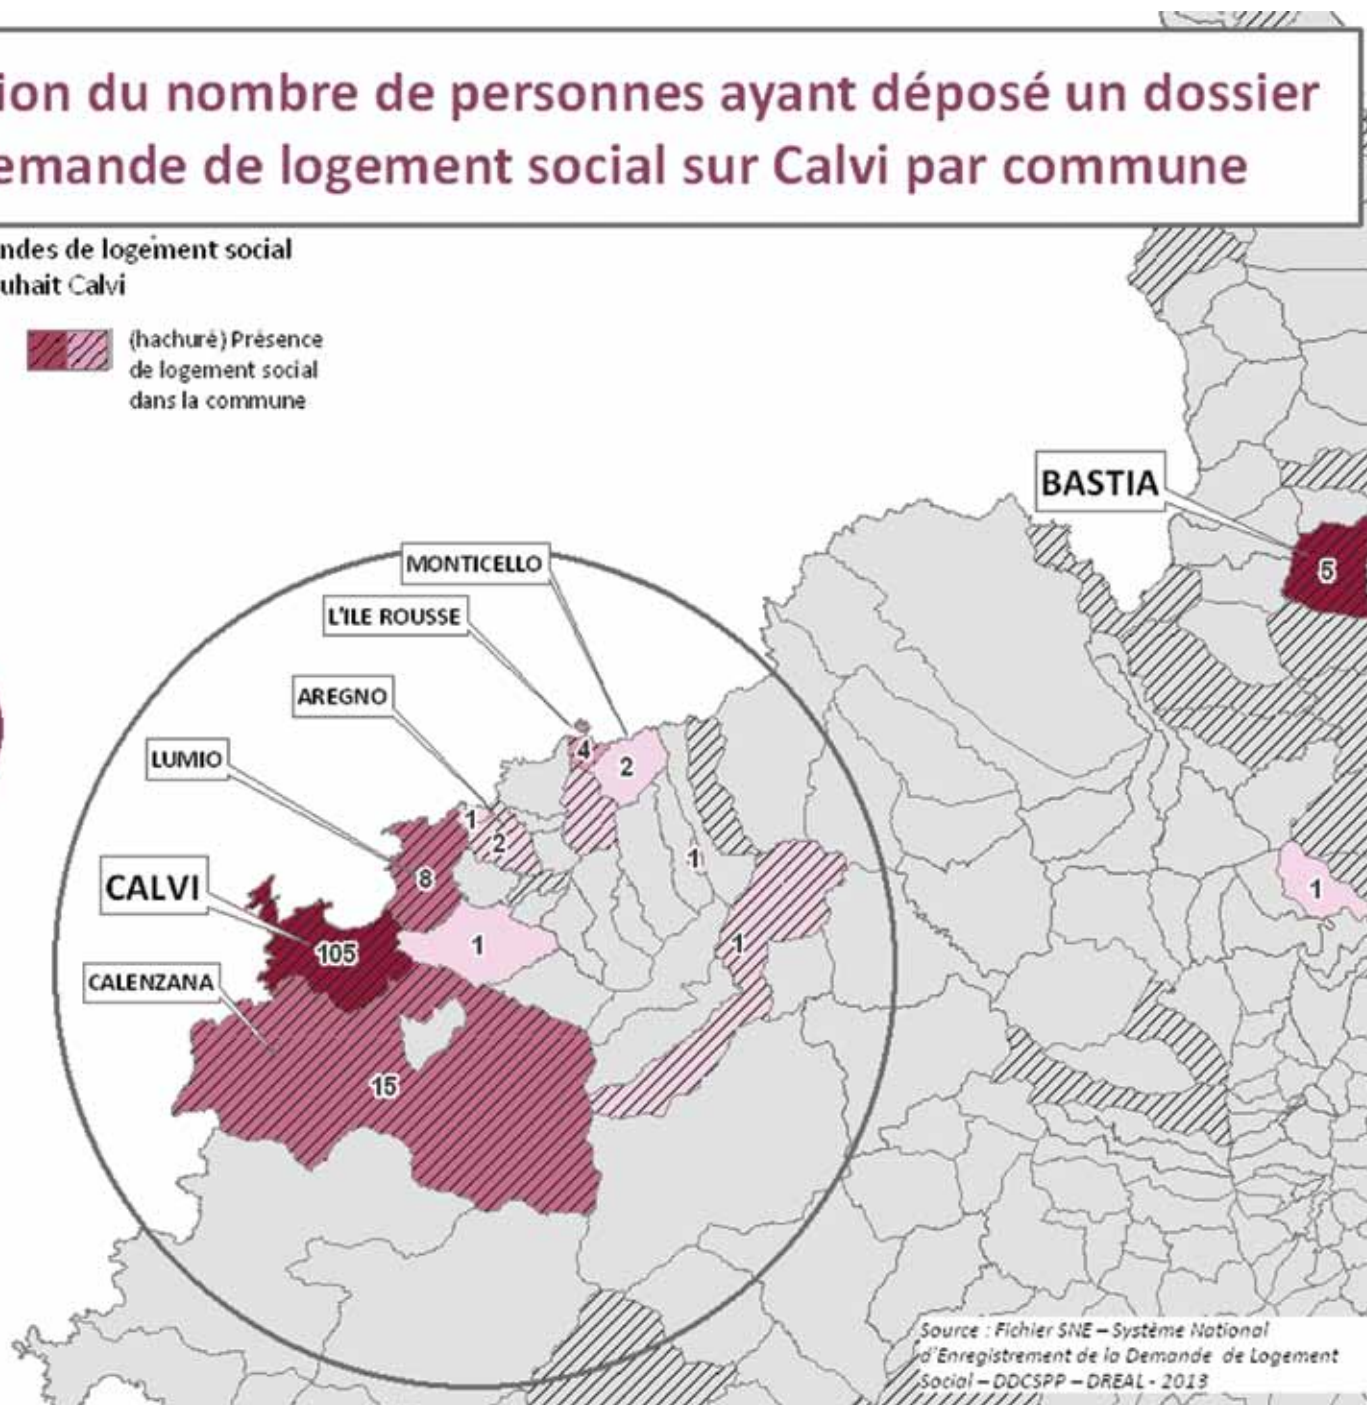 ion du nombre de personnes ayant déposé un dossier
emande de logement social sur Calvi par commune
ndes de logement social
uhait Calvi
(hachuré) Présence
de logement social
dans la commune
BASTIA
5
MONTICELLO
L'ILE ROUSSE
AREGNO
LUMIO
CALVI
CALENZANA
4
2
1
2
1
8
1
105
1
1
15
Source : Fichier SNE – Système National
d'Enregistrement de la Demande de Logement
Social – DDCSPP – DREAL - 2013